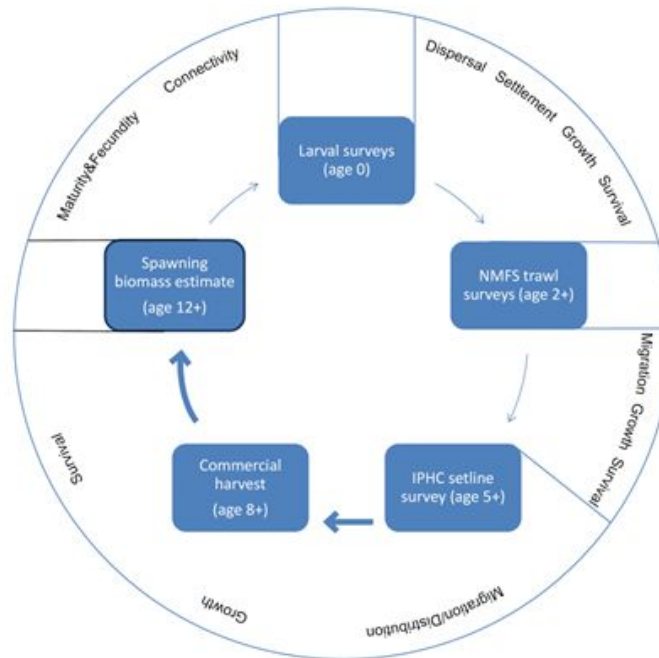 Connectivity
Maturity&Fecundity
Dispersal Settlement Growth Survival
Larval surveys
(age 0)
Spawning
biomass estimate
(age 12+)
NMFS trawl
surveys (age 2+)
Migration Growth Survival
Commercial
harvest
(age 8+)
IPHC setline
survey (age 5+)
Survival
Growth
Migration/Distribution